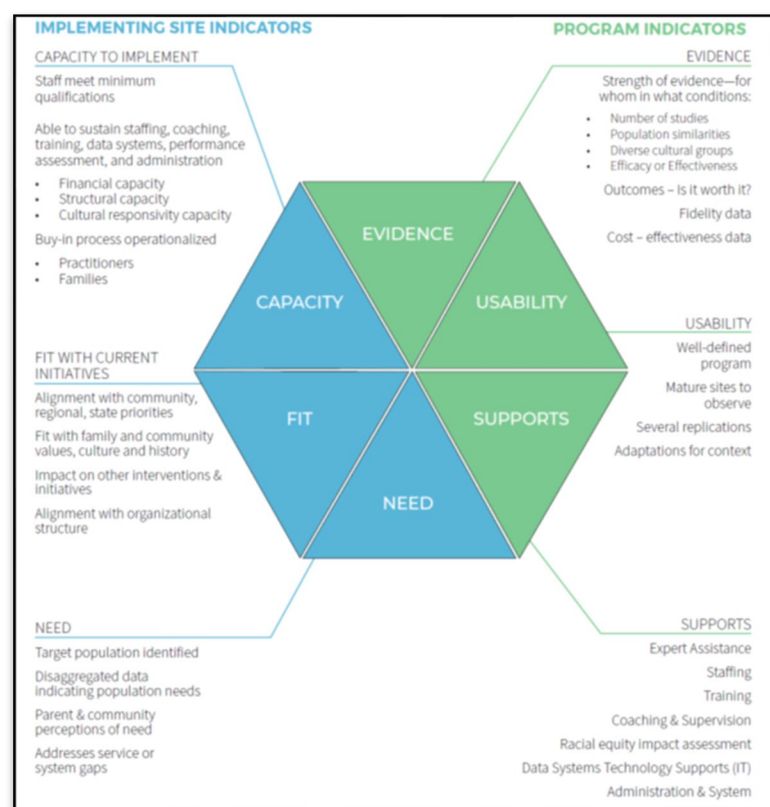 IMPLEMENTING SITE INDICATORS
CAPACITY TO IMPLEMENT
Staff meet minimum
qualifications
Able to sustain staffing, coaching,
training, data systems, performance
assessment, and administration
• Financial capacity
• Structural capacity
• Cultural responsivity capacity
Buy-in process operationalized
• Practitioners
• Families
FIT WITH CURRENT
INITIATIVES
Alignment with community,
regional, state priorities
Fit with family and community
values, culture and history
Impact on other interventions &
initiatives
Alignment with organizational
structure
NEED
Target population identified
Disaggregated data
indicating population needs
Parent & community
perceptions of need
Addresses service or
system gaps
EVIDENCE
CAPACITY
USABILITY
FIT
SUPPORTS
NEED
PROGRAM INDICATORS
EVIDENCE
Strength of evidence—for
whom in what conditions:
• Number of studies
• Population similarities
• Diverse cultural groups
• Efficacy or Effectiveness
Outcomes – Is it worth it?
Fidelity data
Cost – effectiveness data
USABILITY
Well-defined
program
Mature sites to
observe
Several replications
Adaptations for context
SUPPORTS
Expert Assistance
Staffing
Training
Coaching & Supervision
Racial equity impact assessment
Data Systems Technology Supports (IT)
Administration & System